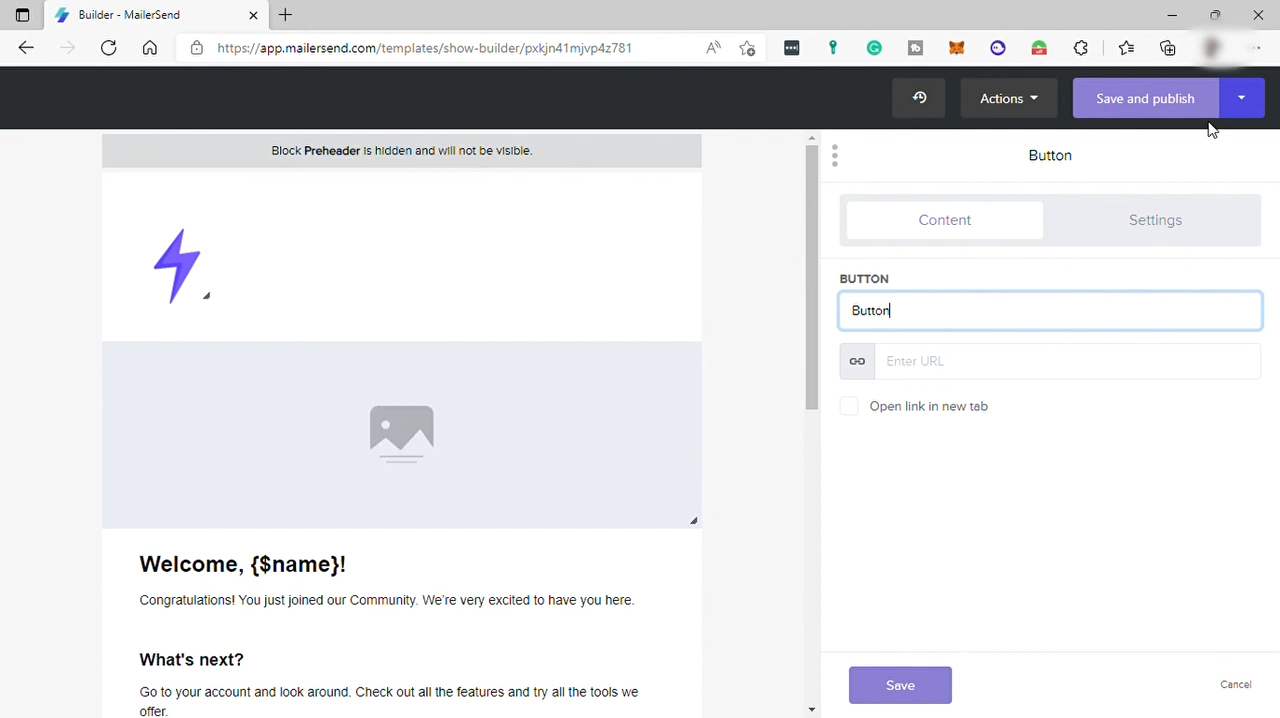 Builder - MailerSend
https://app.mailersend.com/templates/show-builder/pxkjn41mjvp4z781
Actions
Save and publish
Block Preheader is hidden and will not be visible.
Button
Content
Settings
BUTTON
Button
Enter URL
Open link in new tab
Welcome, {$name}!
Congratulations! You just joined our Community. We're very excited to have you here.
What's next?
Go to your account and look around. Check out all the features and try all the tools we
offer.
Save
Cancel